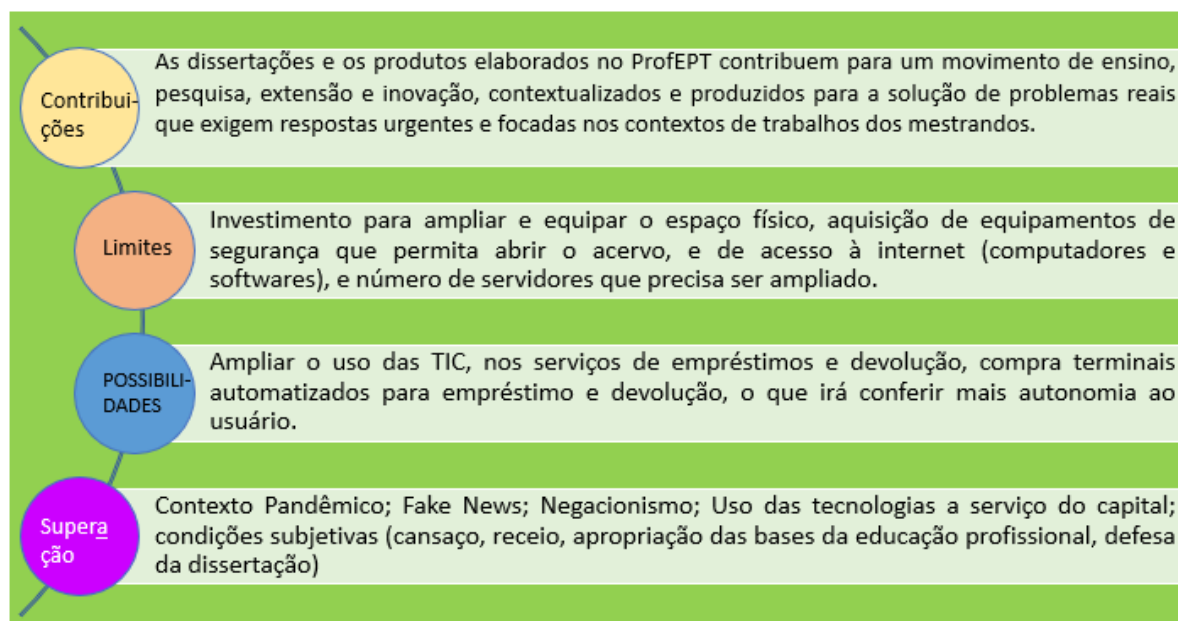 Contribui-
ções
As dissertações e os produtos elaborados no ProfEPT contribuem para um movimento de ensino,
pesquisa, extensão e inovação, contextualizados e produzidos para a solução de problemas reais
que exigem respostas urgentes e focadas nos contextos de trabalhos dos mestrandos.
Limites
Investimento para ampliar e equipar o espaço físico, aquisição de equipamentos de
segurança que permita abrir o acervo, e de acesso à internet (computadores e
softwares), e número de servidores que precisa ser ampliado.
POSSIBILI-
DADES
Ampliar o uso das TIC, nos serviços de empréstimos e devolução, compra terminais
automatizados para empréstimo e devolução, o que irá conferir mais autonomia ao
usuário.
Supera
ção
Contexto Pandêmico; Fake News; Negacionismo; Uso das tecnologias a serviço do capital;
condições subjetivas (cansaço, receio, apropriação das bases da educação profissional, defesa
da dissertação)